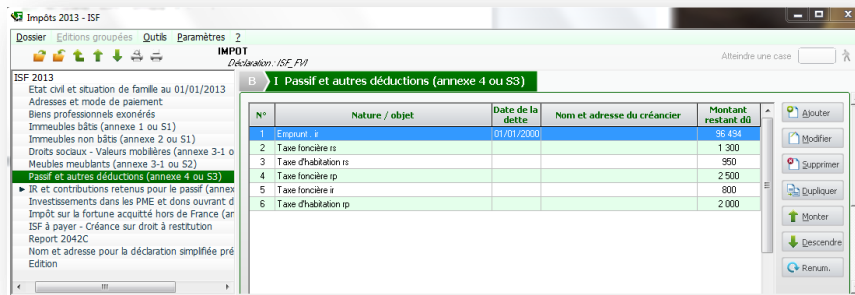 Impôts 2013 - ISF
Dossier Editions groupées Outils Paramètres ?
IMPOT
Déclaration : ISF_FVI
Atteindre une case
ISF 2013
Etat civil et situation de famille au 01/01/2013
Adresses et mode de paiement
Biens professionnels exonérés
Immeubles bâtis (annexe 1 ou S1)
Immeubles non bâtis (annexe 2 ou S1)
Droits sociaux - Valeurs mobilières (annexe 3-1 o
Meubles meublants (annexe 3-1 ou S2)
Passif et autres déductions (annexe 4 ou S3)
IR et contributions retenus pour le passif (annex
Investissements dans les PME et dons ouvrant d
Impôt sur la fortune acquitté hors de France (an
ISF à payer - Créance sur droit à restitution
Report 2042C
Nom et adresse pour la déclaration simplifiée pré
Edition
B I Passif et autres déductions (annexe 4 ou S3)
N° Nature / objet Date de la dette Nom et adresse du créancier Montant restant dû
1 Emprunt . ir 01/01/2000 96 494
2 Taxe foncière rs 1 300
3 Taxe d'habitation rs 950
4 Taxe foncière rp 2 500
5 Taxe foncière ir 800
6 Taxe d'habitation rp 2 000
Ajouter
Modifier
Supprimer
Dupliquer
Monter
Descendre
Renum.